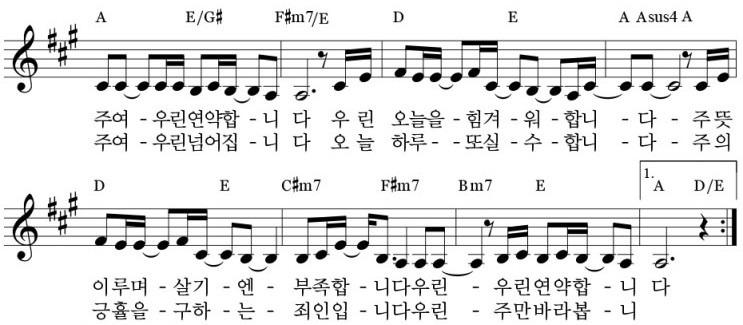 A E/G# F#m7/E D E A Asus4 A
주여 - 우린연약합 - 니 다 우 린 오늘을 - 힘겨 - 워 - 합니 - 다 - 주뜻
주여 - 우린넘어집 - 니 다 오 늘 하루 - - 또실 - 수 - 합니 - 다 - 주의
D E C#m7 F#m7 Bm7 E 1. A D/E
이루며 - 살기 - 엔 - 부족합 - 니다우린 - 우린연약합 - 니 다
긍휼을 - 구하 - 는 - 죄인입 - 니다우린 - 주만바라봅 - 니